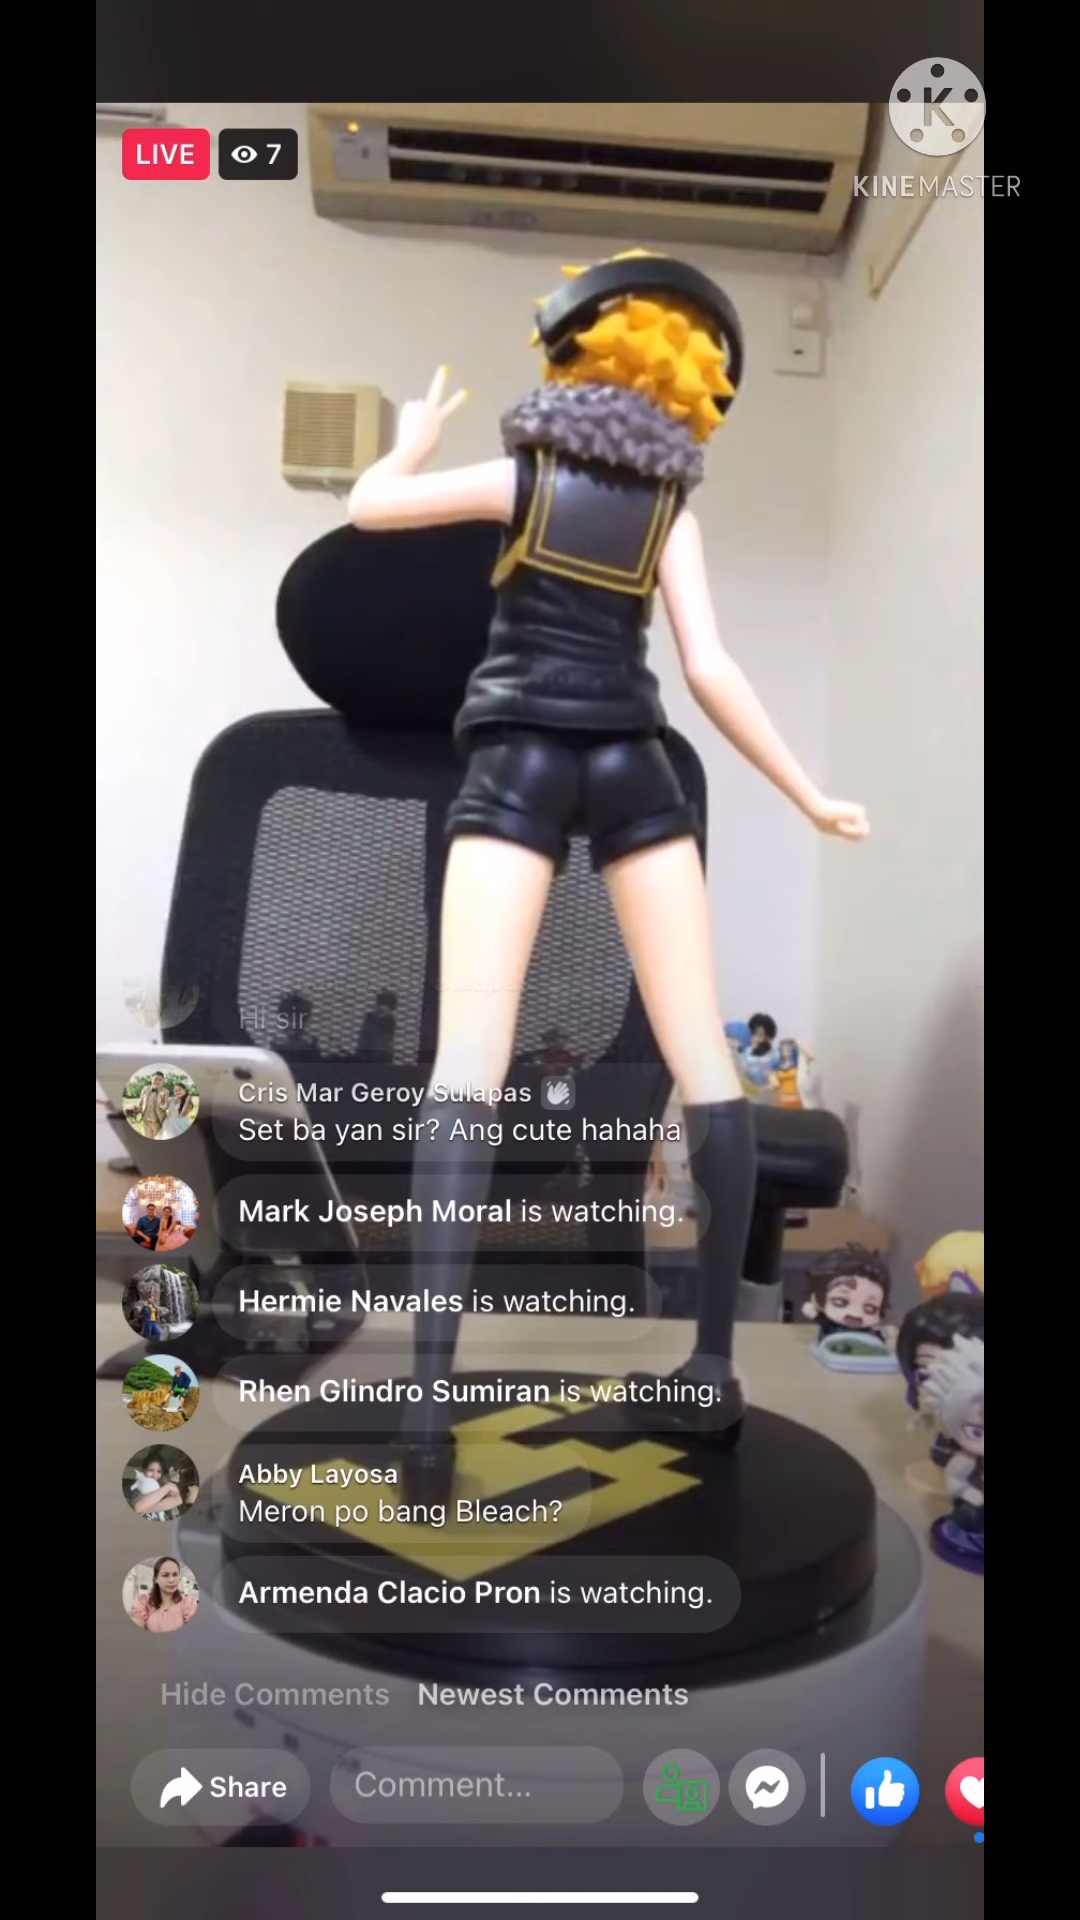 LIVE
7
K
KINEMASTER
Hi sir
Cris Mar Geroy Sulapas
Set ba yan sir? Ang cute hahaha
Mark Joseph Moral is watching.
Hermie Navales is watching.
Rhen Glindro Sumiran is watching.
Abby Layosa
Meron po bang Bleach?
Armenda Clacio Pron is watching.
Hide Comments
Newest Comments
Share
Comment...